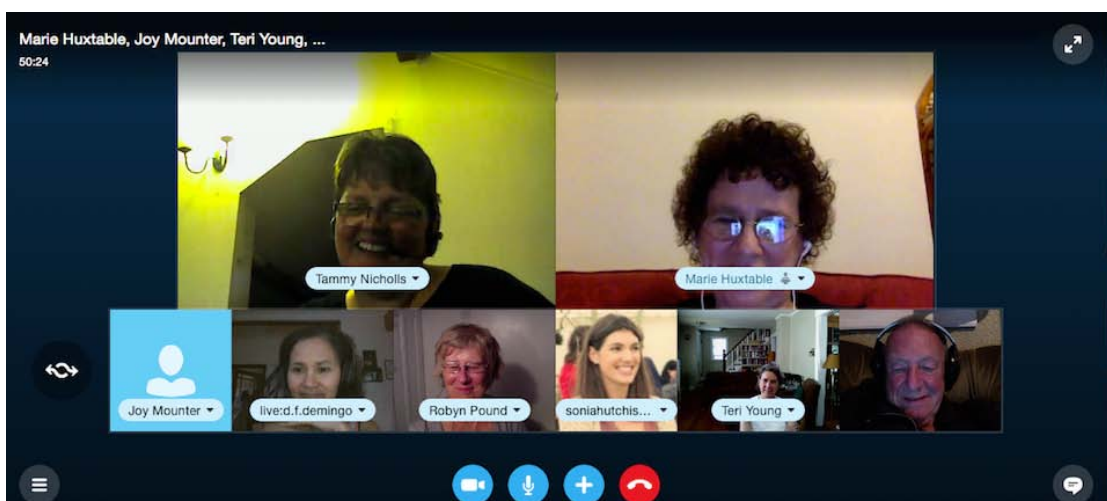 Marie Huxtable, Joy Mounter, Teri Young, ...
50:24
Tammy Nicholls
Marie Huxtable
Joy Mounter
live:d.f.demingo
Robyn Pound
soniahutchis...
Teri Young